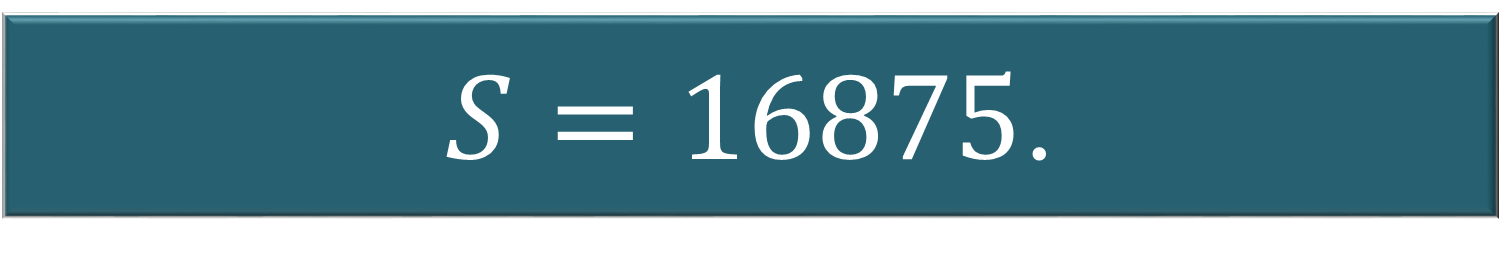 S = 16875.